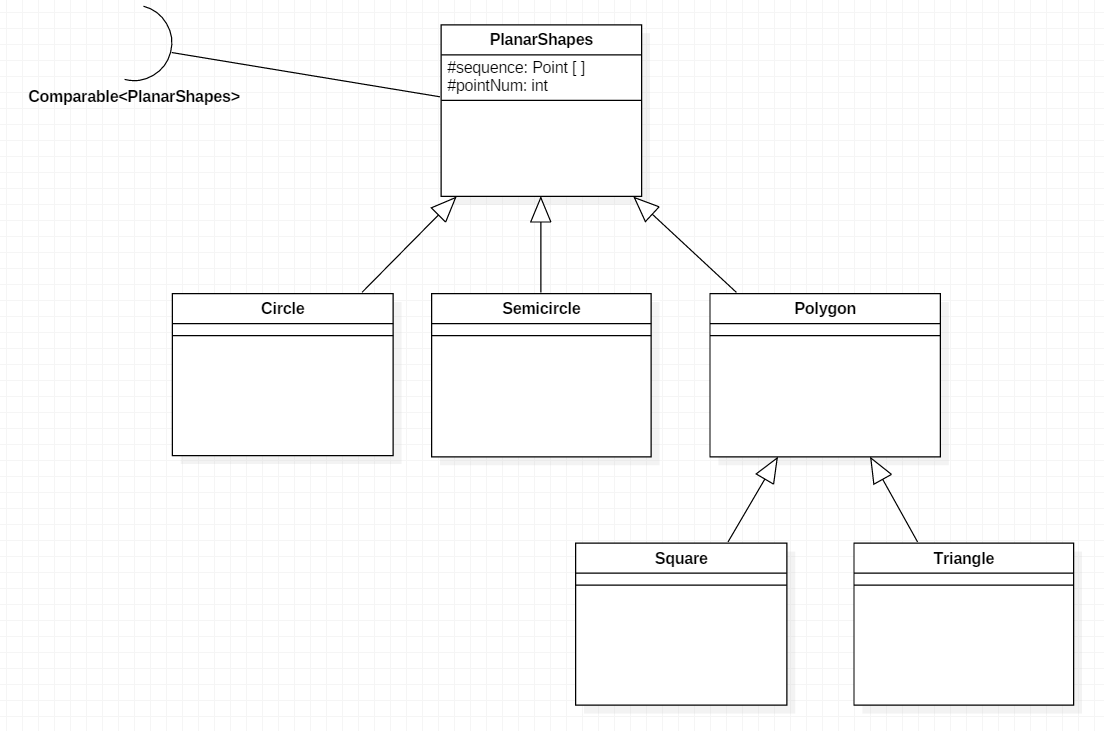 PlanarShapes
#sequence: Point [ ]
#pointNum: int
Comparable<PlanarShapes>
Circle
Semicircle
Polygon
Square
Triangle